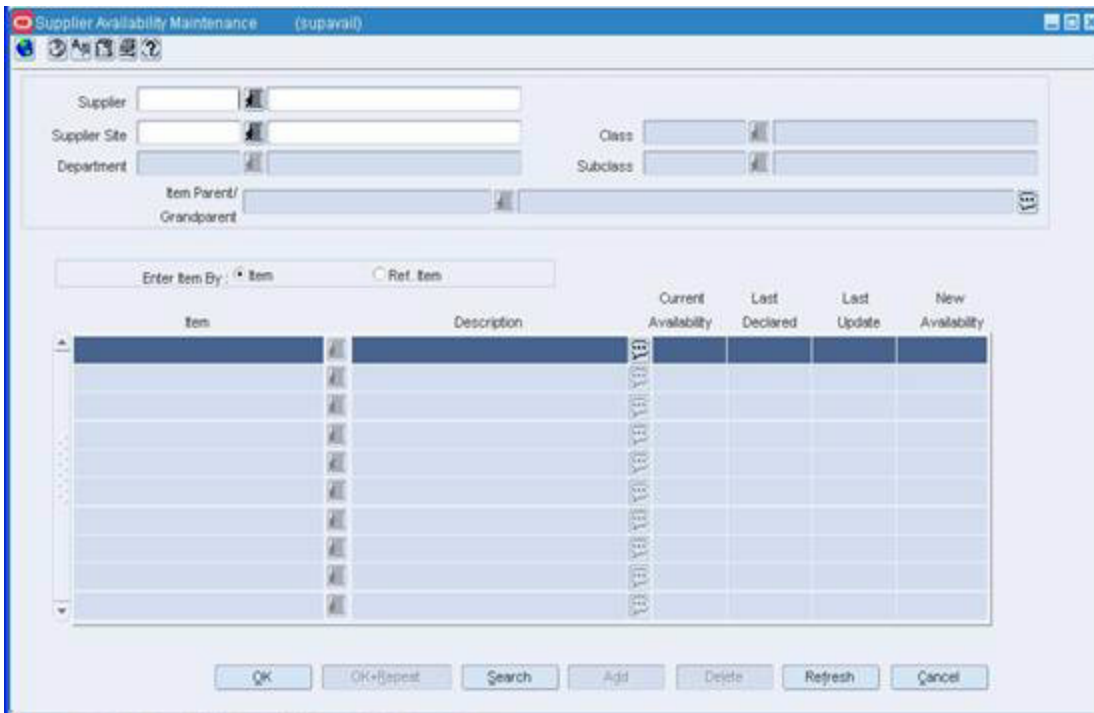 Supplier Availability Maintenance (supavail)
Supplier
Supplier Site
Class
Department
Subclass
Item Parent/
Grandparent
Enter Item By : Item Ref. Item
Item
Description
Current
Availability
Last
Declared
Last
Update
New
Availability
OK OK+Repeat Search Add Delete Refresh Cancel